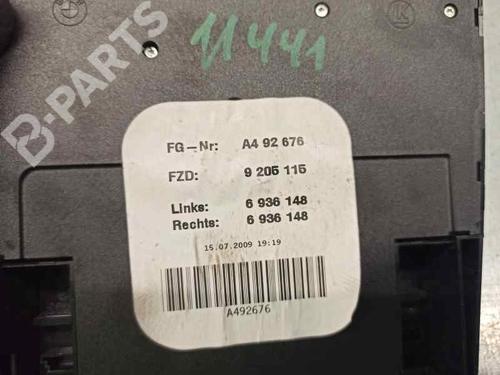 11441
B-PARTS
FG-Nr: A4 92 676
FZD: 9 205 115
Links: 6 936 148
Rechts: 6 936 148
15.07.2009 19:19
A492676